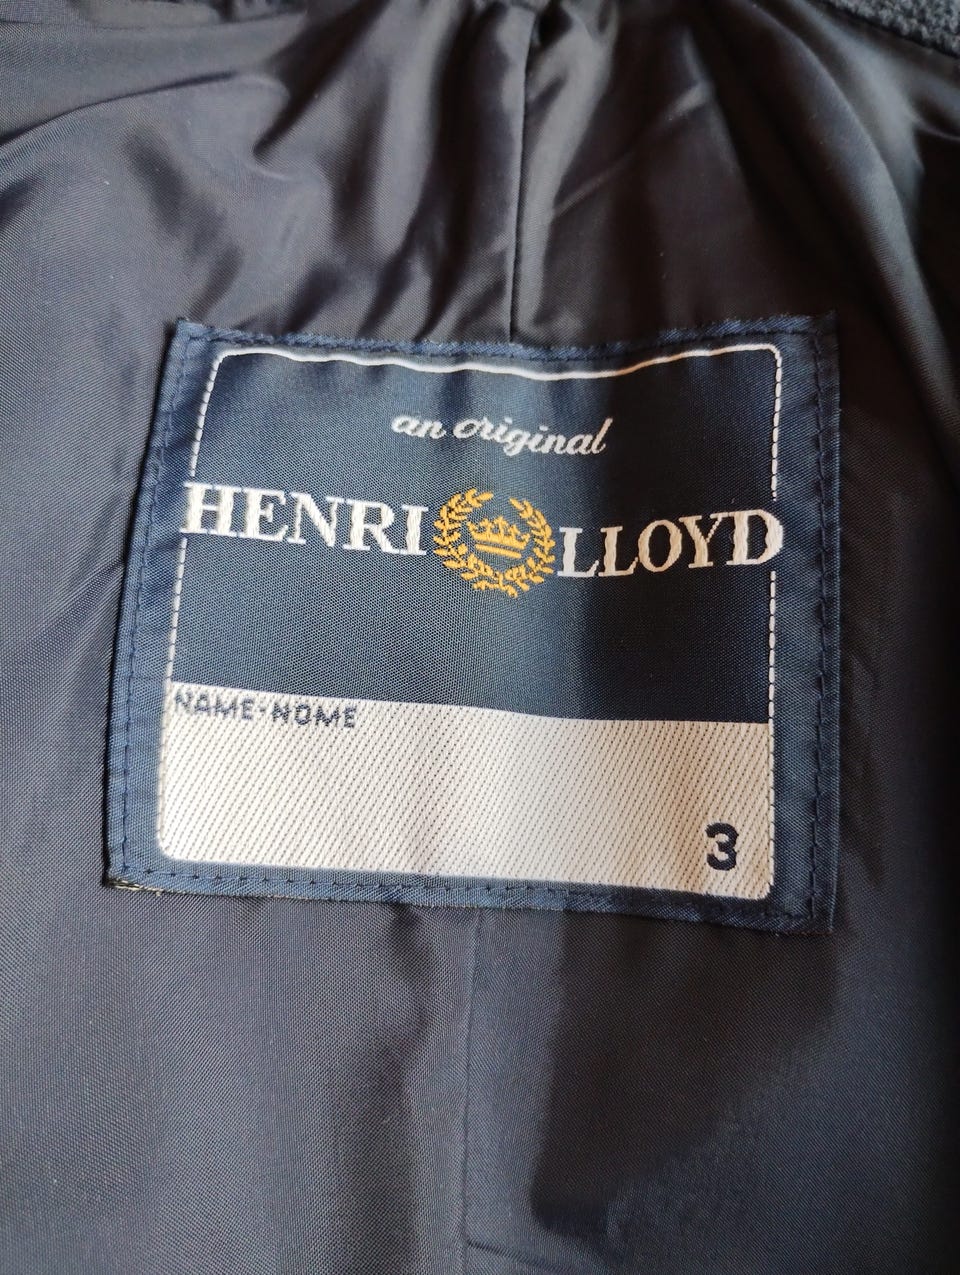 an original
HENRI LLOYD
NAME-NOME
3